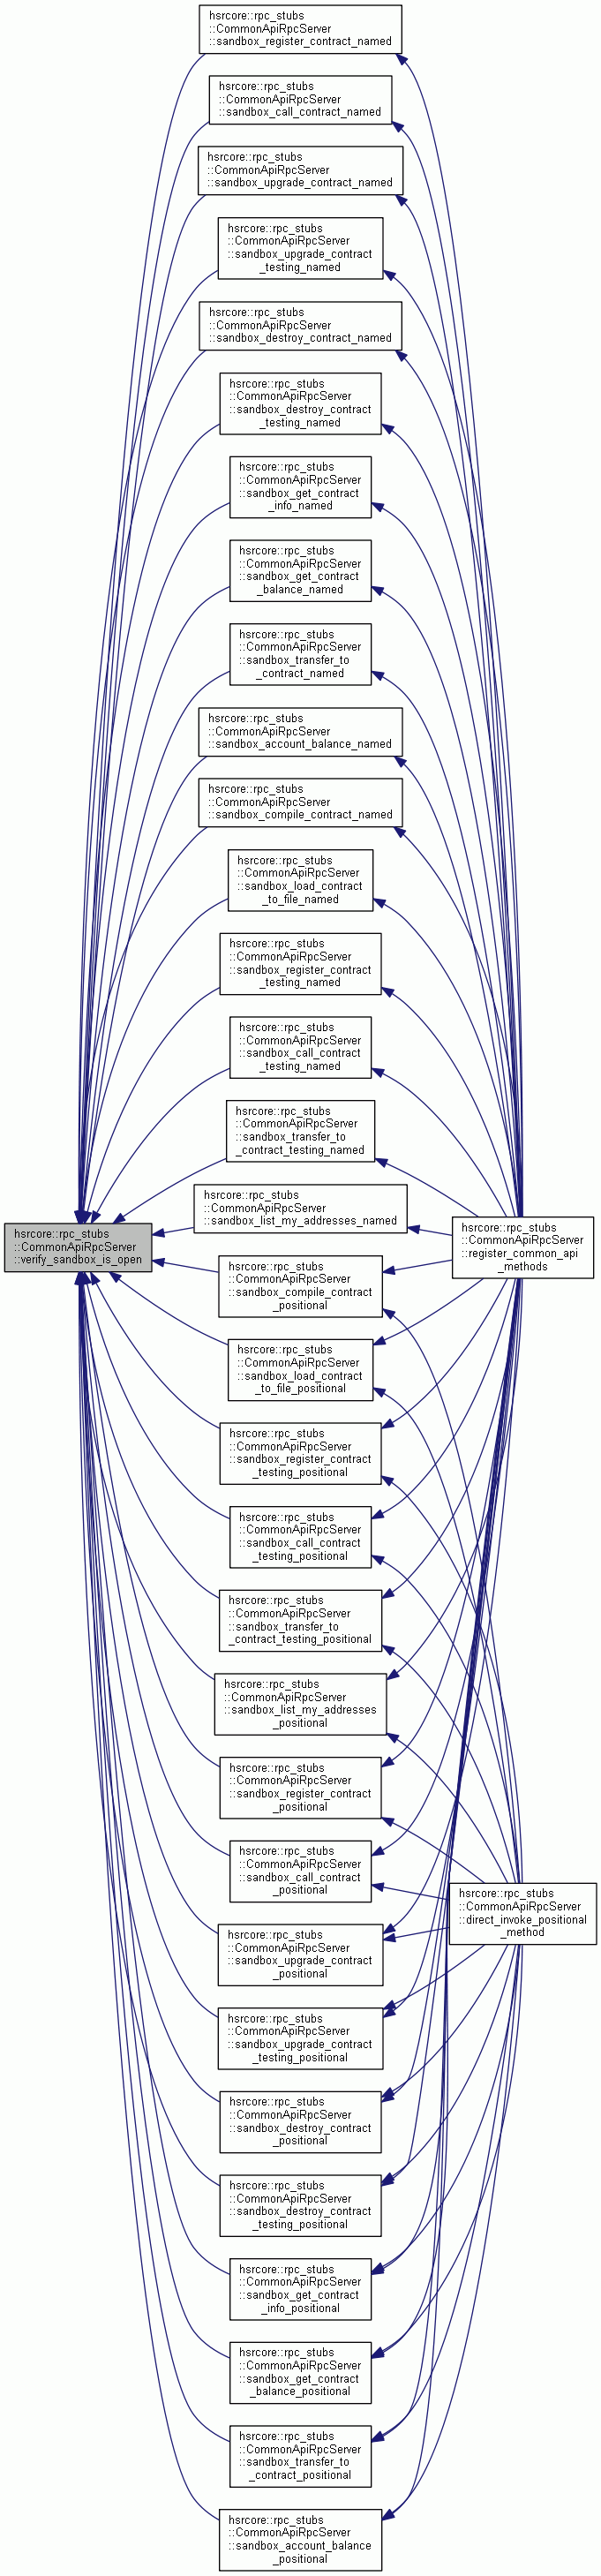 hsrcore::rpc_stubs
::CommonApiRpcServer
::sandbox_register_contract_named
hsrcore::rpc_stubs
::CommonApiRpcServer
::sandbox_call_contract_named
hsrcore::rpc_stubs
::CommonApiRpcServer
::sandbox_upgrade_contract_named
hsrcore::rpc_stubs
::CommonApiRpcServer
::sandbox_upgrade_contract
_testing_named
hsrcore::rpc_stubs
::CommonApiRpcServer
::sandbox_destroy_contract_named
hsrcore::rpc_stubs
::CommonApiRpcServer
::sandbox_destroy_contract
_testing_named
hsrcore::rpc_stubs
::CommonApiRpcServer
::sandbox_get_contract
_info_named
hsrcore::rpc_stubs
::CommonApiRpcServer
::sandbox_get_contract
_balance_named
hsrcore::rpc_stubs
::CommonApiRpcServer
::sandbox_transfer_to
_contract_named
hsrcore::rpc_stubs
::CommonApiRpcServer
::sandbox_account_balance_named
hsrcore::rpc_stubs
::CommonApiRpcServer
::sandbox_compile_contract_named
hsrcore::rpc_stubs
::CommonApiRpcServer
::sandbox_load_contract
_to_file_named
hsrcore::rpc_stubs
::CommonApiRpcServer
::sandbox_register_contract
_testing_named
hsrcore::rpc_stubs
::CommonApiRpcServer
::sandbox_call_contract
_testing_named
hsrcore::rpc_stubs
::CommonApiRpcServer
::sandbox_transfer_to
_contract_testing_named
hsrcore::rpc_stubs
::CommonApiRpcServer
::sandbox_list_my_addresses_named
hsrcore::rpc_stubs
::CommonApiRpcServer
::verify_sandbox_is_open
hsrcore::rpc_stubs
::CommonApiRpcServer
::register_common_api
_methods
hsrcore::rpc_stubs
::CommonApiRpcServer
::sandbox_compile_contract
_positional
hsrcore::rpc_stubs
::CommonApiRpcServer
::sandbox_load_contract
_to_file_positional
hsrcore::rpc_stubs
::CommonApiRpcServer
::sandbox_register_contract
_testing_positional
hsrcore::rpc_stubs
::CommonApiRpcServer
::sandbox_call_contract
_testing_positional
hsrcore::rpc_stubs
::CommonApiRpcServer
::sandbox_transfer_to
_contract_testing_positional
hsrcore::rpc_stubs
::CommonApiRpcServer
::sandbox_list_my_addresses
_positional
hsrcore::rpc_stubs
::CommonApiRpcServer
::sandbox_register_contract
_positional
hsrcore::rpc_stubs
::CommonApiRpcServer
::sandbox_call_contract
_positional
hsrcore::rpc_stubs
::CommonApiRpcServer
::direct_invoke_positional
_method
hsrcore::rpc_stubs
::CommonApiRpcServer
::sandbox_upgrade_contract
_positional
hsrcore::rpc_stubs
::CommonApiRpcServer
::sandbox_upgrade_contract
_testing_positional
hsrcore::rpc_stubs
::CommonApiRpcServer
::sandbox_destroy_contract
_positional
hsrcore::rpc_stubs
::CommonApiRpcServer
::sandbox_destroy_contract
_testing_positional
hsrcore::rpc_stubs
::CommonApiRpcServer
::sandbox_get_contract
_info_positional
hsrcore::rpc_stubs
::CommonApiRpcServer
::sandbox_get_contract
_balance_positional
hsrcore::rpc_stubs
::CommonApiRpcServer
::sandbox_transfer_to
_contract_positional
hsrcore::rpc_stubs
::CommonApiRpcServer
::sandbox_account_balance
_positional